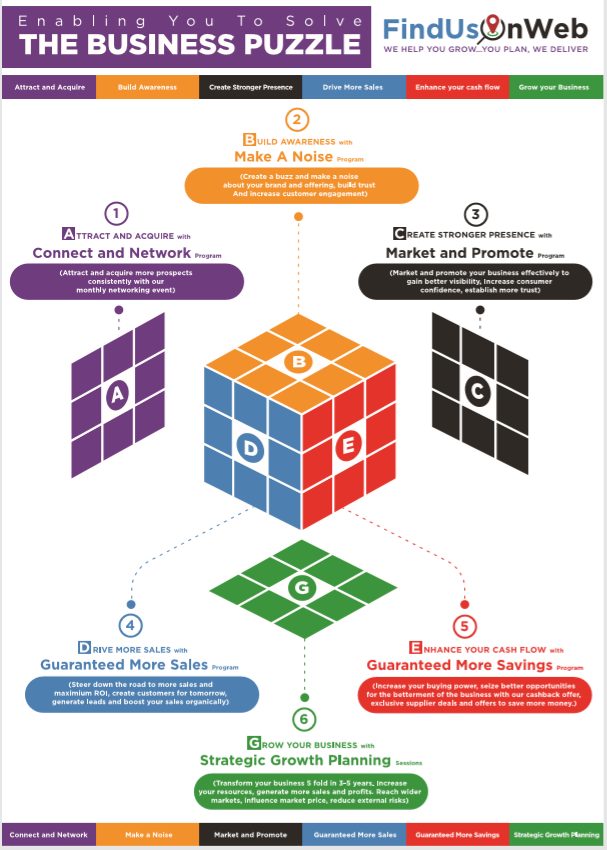 Enabling You To Solve
THE BUSINESS PUZZLE
FindUsOnWeb
WE HELP YOU GROW...YOU PLAN, WE DELIVER
Attract and Acquire
Build Awareness
Create Stronger Presence
Drive More Sales
Enhance your cash flow
Grow your Business
2
BUILD AWARENESS with
Make A Noise Program
(Create a buzz and make a noise
about your brand and offering, build trust
And Increase customer engagement)
1
ATTRACT AND ACQUIRE with
Connect and Network Program
(Attract and acquire more prospects
consistently with our
monthly networking event)
3
CREATE STRONGER PRESENCE with
Market and Promote Program
(Market and promote your business effectively to
gain better visibility, Increase consumer
confidence, establish more trust)
B
A
C
D
E
G
4
DRIVE MORE SALES with
Guaranteed More Sales Program
(Steer down the road to more sales and
maximium ROI, create customers for tomorrow,
generate leads and boost your sales organically)
5
ENHANCE YOUR CASH FLOW with
Guaranteed More Savings Program
(Increase your buying power, seize better opportunities
for the betterment of the business with our cashback offer,
exclusive supplier deals and offers to save more money.)
6
GROW YOUR BUSINESS with
Strategic Growth Planning Sessions
(Transform your business 5 fold in 3-5 years, Increase
your resources, generate more sales and profits. Reach wider
markets, influence market price, reduce external risks)
Connect and Network
Make a Noise
Market and Promote
Guaranteed More Sales
Guaranteed More Savings
Strategic Growth Planning